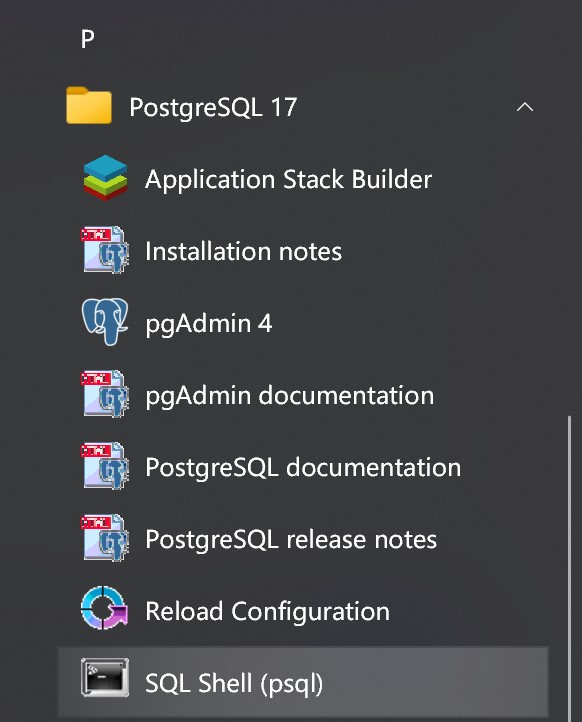 P
PostgreSQL 17
Application Stack Builder
Installation notes
pgAdmin 4
pgAdmin documentation
PostgreSQL documentation
PostgreSQL release notes
Reload Configuration
SQL Shell (psql)